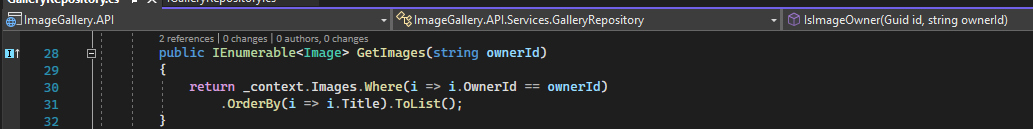 ImageGallery.API
ImageGallery.API.Services.GalleryRepository
IsImageOwner(Guid id, string ownerId)
2 references | 0 changes | 0 authors, 0 changes
28 public IEnumerable<Image> GetImages(string ownerId)
29 {
30 return _context.Images.Where(i => i.OwnerId == ownerId)
31 .OrderBy(i => i.Title).ToList();
32 }